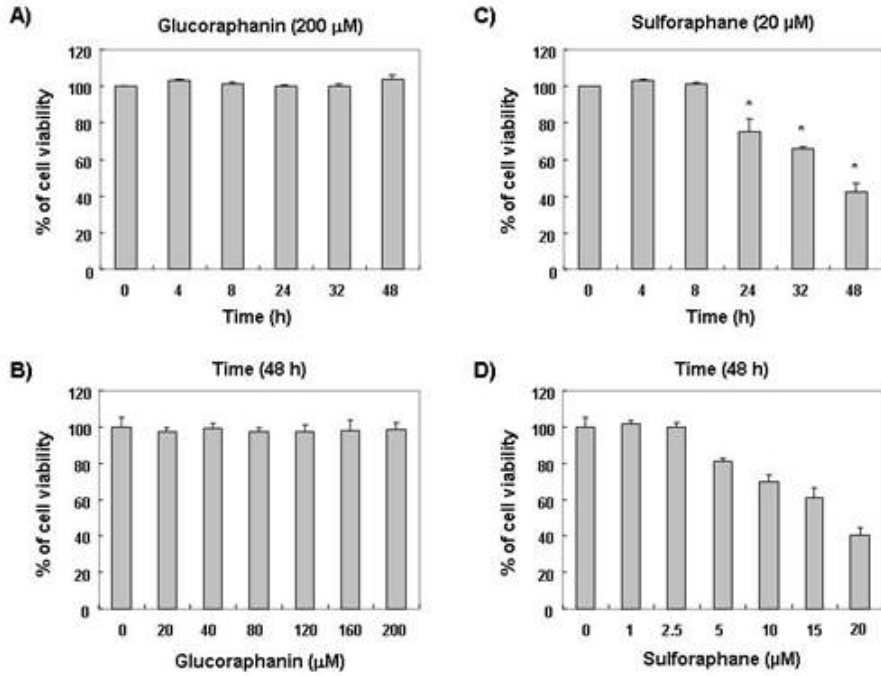 A)
Glucoraphanin (200 μM)
120
100
80
60
40
20
0
% of cell viability
0 4 8 24 32 48
Time (h)
C)
Sulforaphane (20 μM)
120
100
80
60
40
20
0
% of cell viability
* * *
0 4 8 24 32 48
Time (h)
B)
Time (48 h)
120
100
80
60
40
20
0
% of cell viability
0 20 40 80 120 160 200
Glucoraphanin (μM)
D)
Time (48 h)
120
100
80
60
40
20
0
% of cell viability
0 1 2.5 5 10 15 20
Sulforaphane (μM)